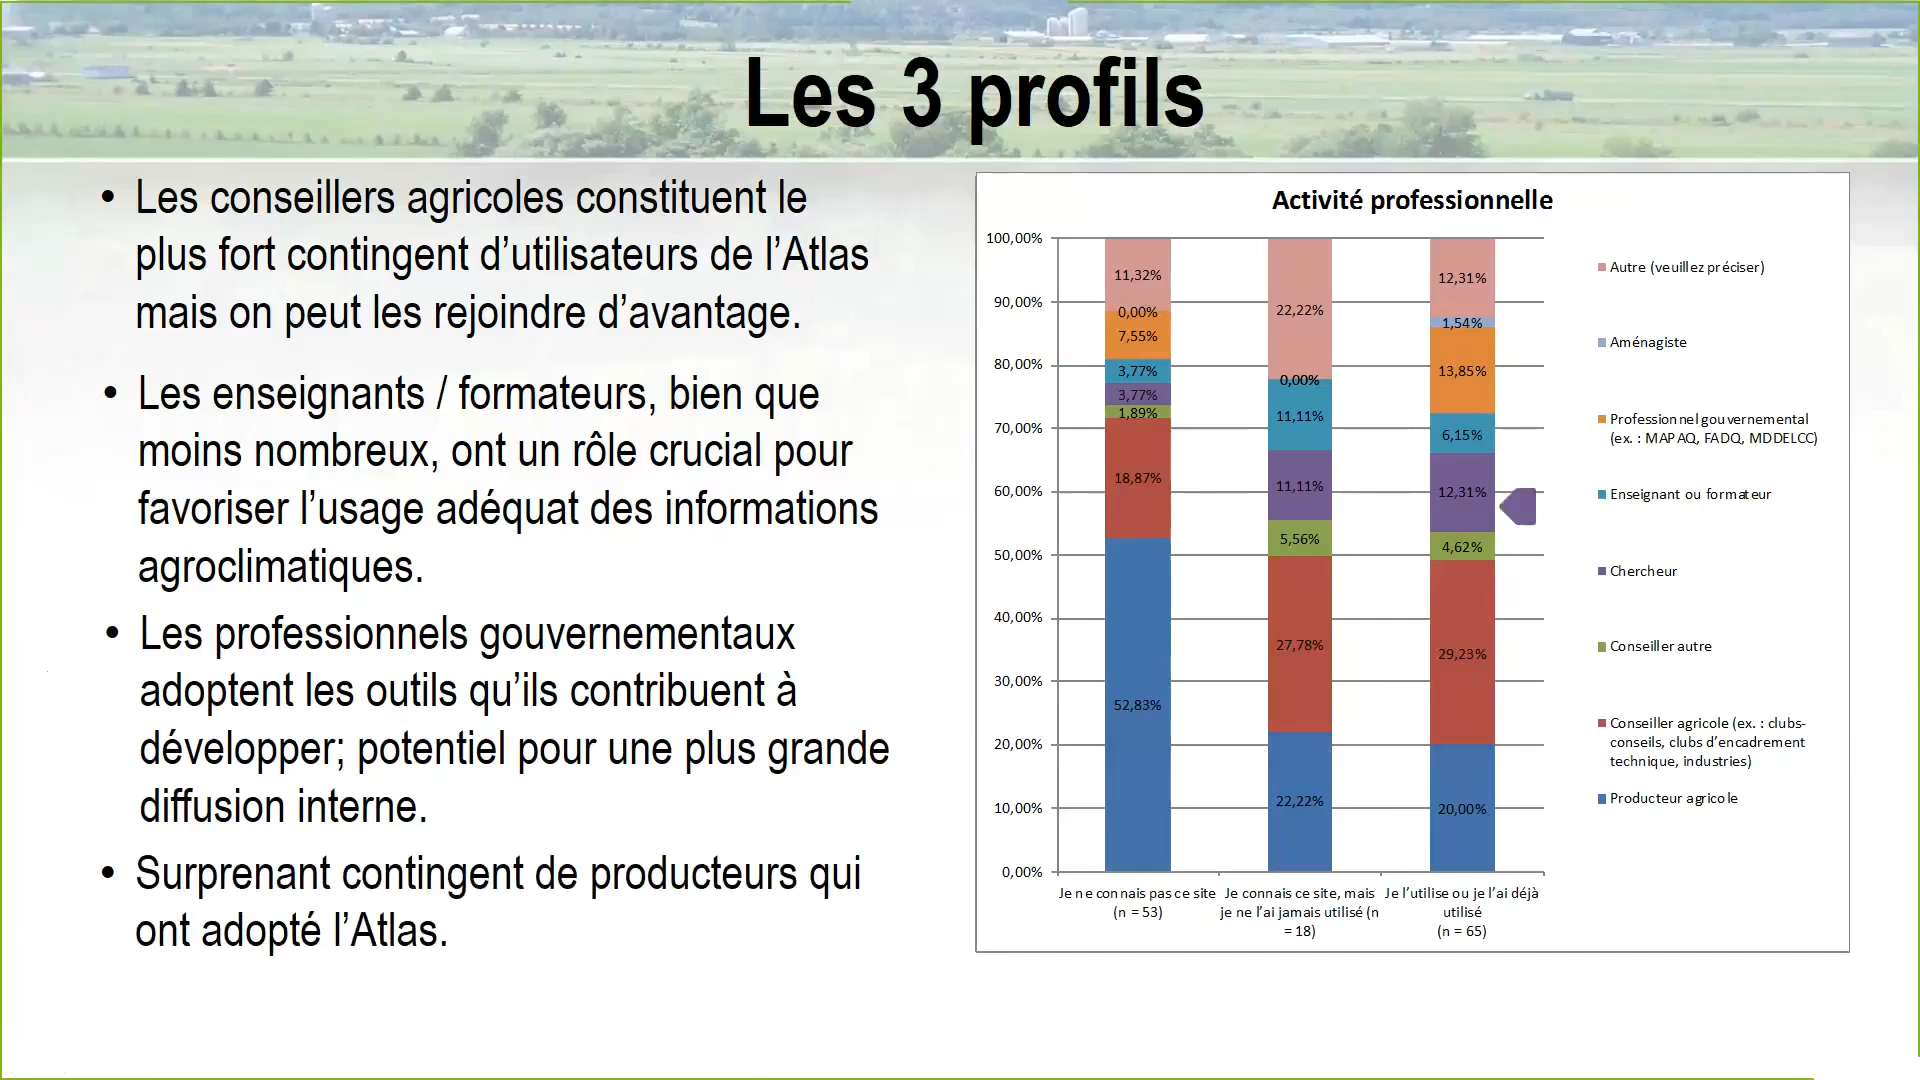 Les 3 profils
• Les conseillers agricoles constituent le
plus fort contingent d’utilisateurs de l’Atlas
mais on peut les rejoindre d’avantage.
• Les enseignants / formateurs, bien que
moins nombreux, ont un rôle crucial pour
favoriser l’usage adéquat des informations
agroclimatiques.
• Les professionnels gouvernementaux
adoptent les outils qu’ils contribuent à
développer; potentiel pour une plus grande
diffusion interne.
• Surprenant contingent de producteurs qui
ont adopté l’Atlas.
Activité professionnelle
100,00%
90,00%
80,00%
70,00%
60,00%
50,00%
40,00%
30,00%
20,00%
10,00%
0,00%
11,32%
0,00%
7,55%
3,77%
3,77%
1,89%
18,87%
52,83%
22,22%
0,00%
11,11%
11,11%
5,56%
27,78%
22,22%
12,31%
1,54%
13,85%
6,15%
12,31%
4,62%
29,23%
20,00%
Je ne connais pas ce site
(n = 53)
Je connais ce site, mais
je ne l’ai jamais utilisé (n
= 18)
Je l’utilise ou je l’ai déjà
utilisé
(n = 65)
Autre (veuillez préciser)
Aménagiste
Professionnel gouvernemental
(ex. : MAPAQ, FADQ, MDDELCC)
Enseignant ou formateur
Chercheur
Conseiller autre
Conseiller agricole (ex. : clubs-
conseils, clubs d’encadrement
technique, industries)
Producteur agricole